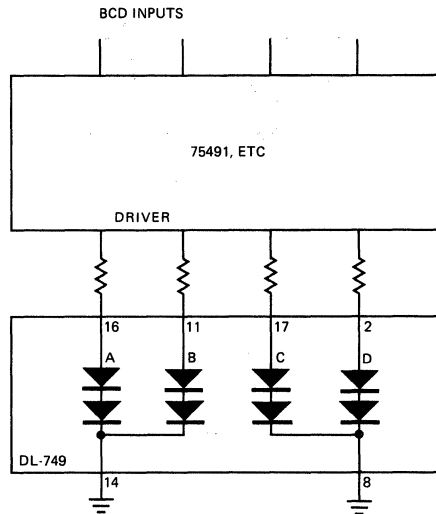 BCD INPUTS
75491, ETC
DRIVER
16 11 17 2
A B C D
DL-749
14 8